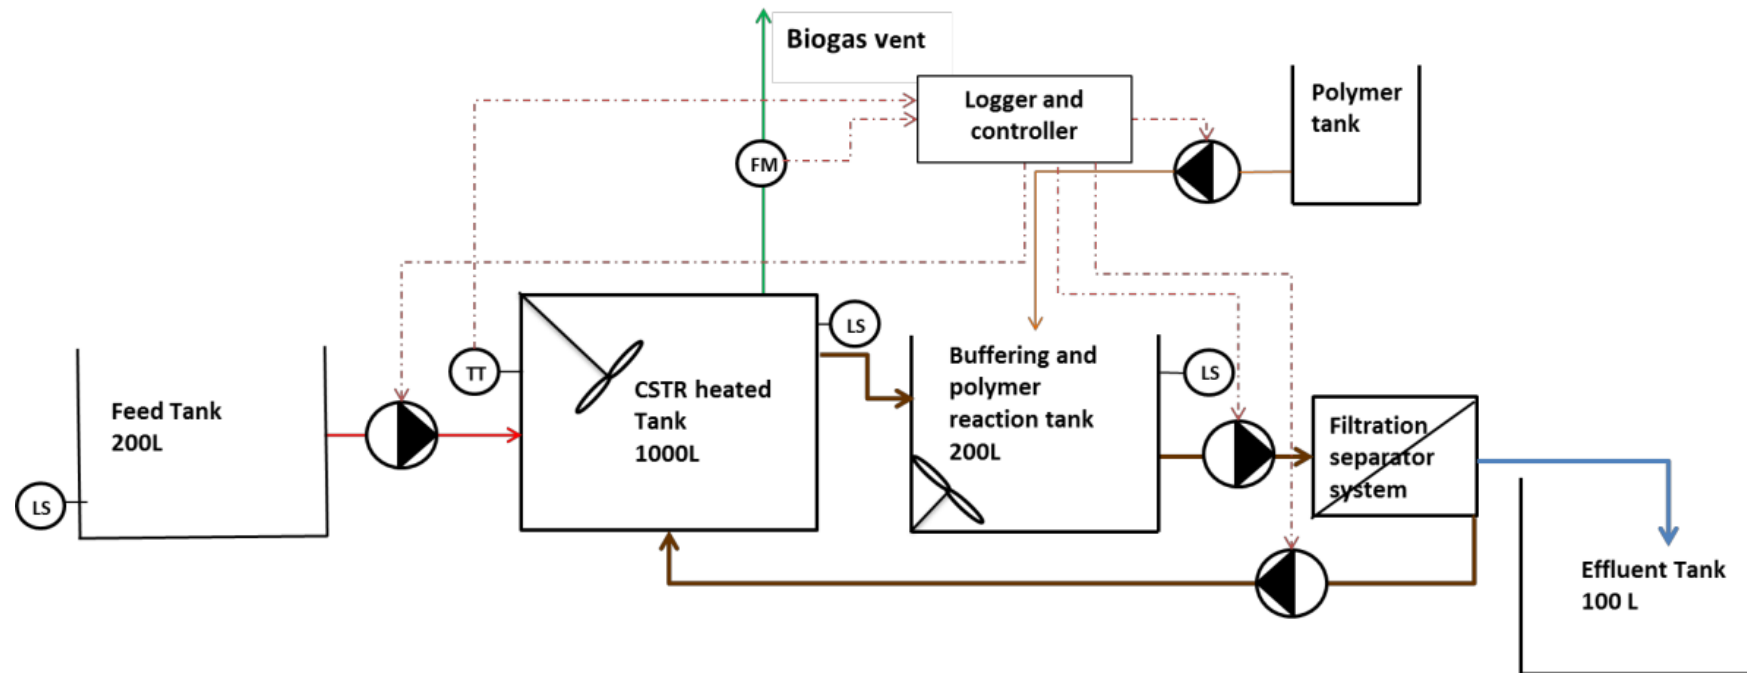 Biogas vent
Logger and
controller
Polymer
tank
FM
LS
TT
CSTR heated
Tank
1000L
Buffering and
polymer
reaction tank
200L
LS
Feed Tank
200L
LS
Filtration
separator
system
Effluent Tank
100 L